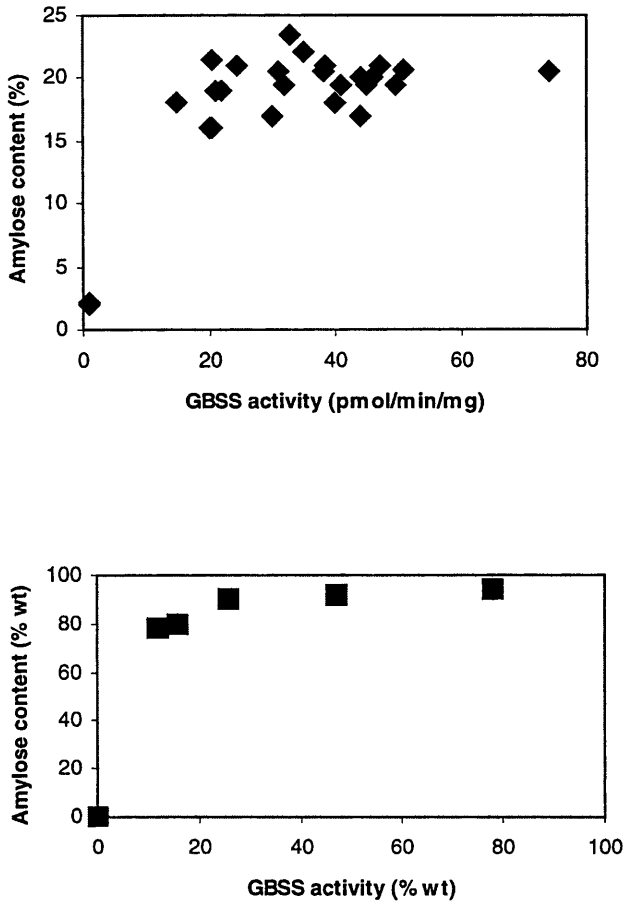 25
20
15
10
5
0
Amylose content (%)
0 20 40 60 80
GBSS activity (pmol/min/mg)
100
80
60
40
20
0
Amylose content (% wt)
0 20 40 60 80 100
GBSS activity (% wt)